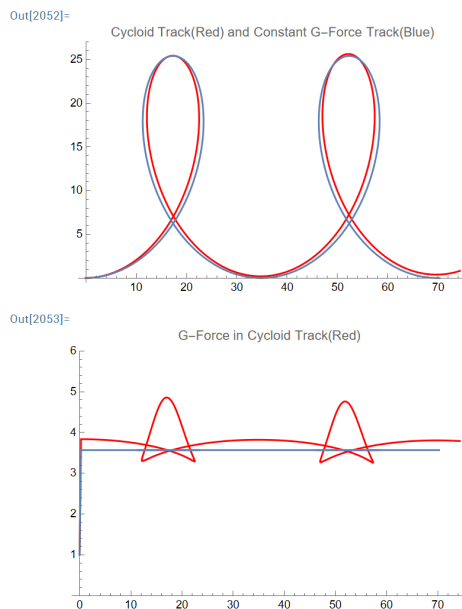 Out[2052]=
Cycloid Track(Red) and Constant G-Force Track(Blue)
25
20
15
10
5
10 20 30 40 50 60 70
Out[2053]=
G-Force in Cycloid Track(Red)
6
5
4
3
2
1
0 10 20 30 40 50 60 70